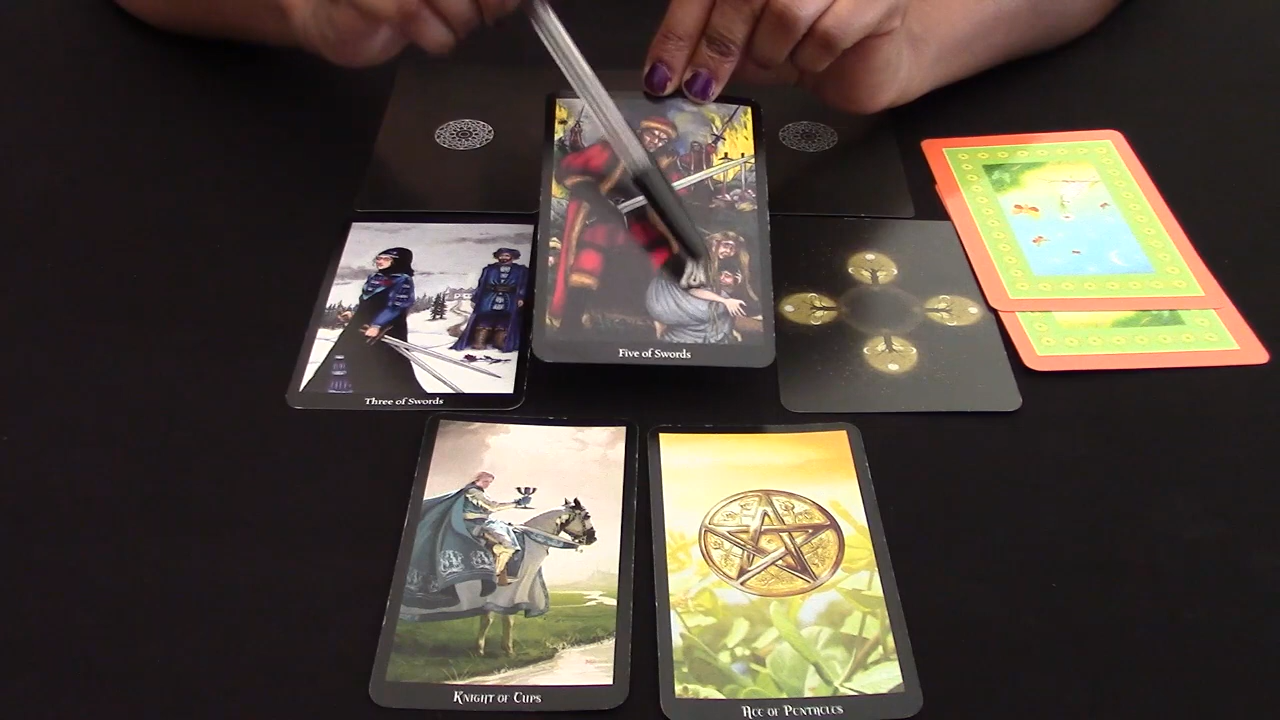 Five of Swords
Three of Swords
Knight of Cups
Ace of Pentacles